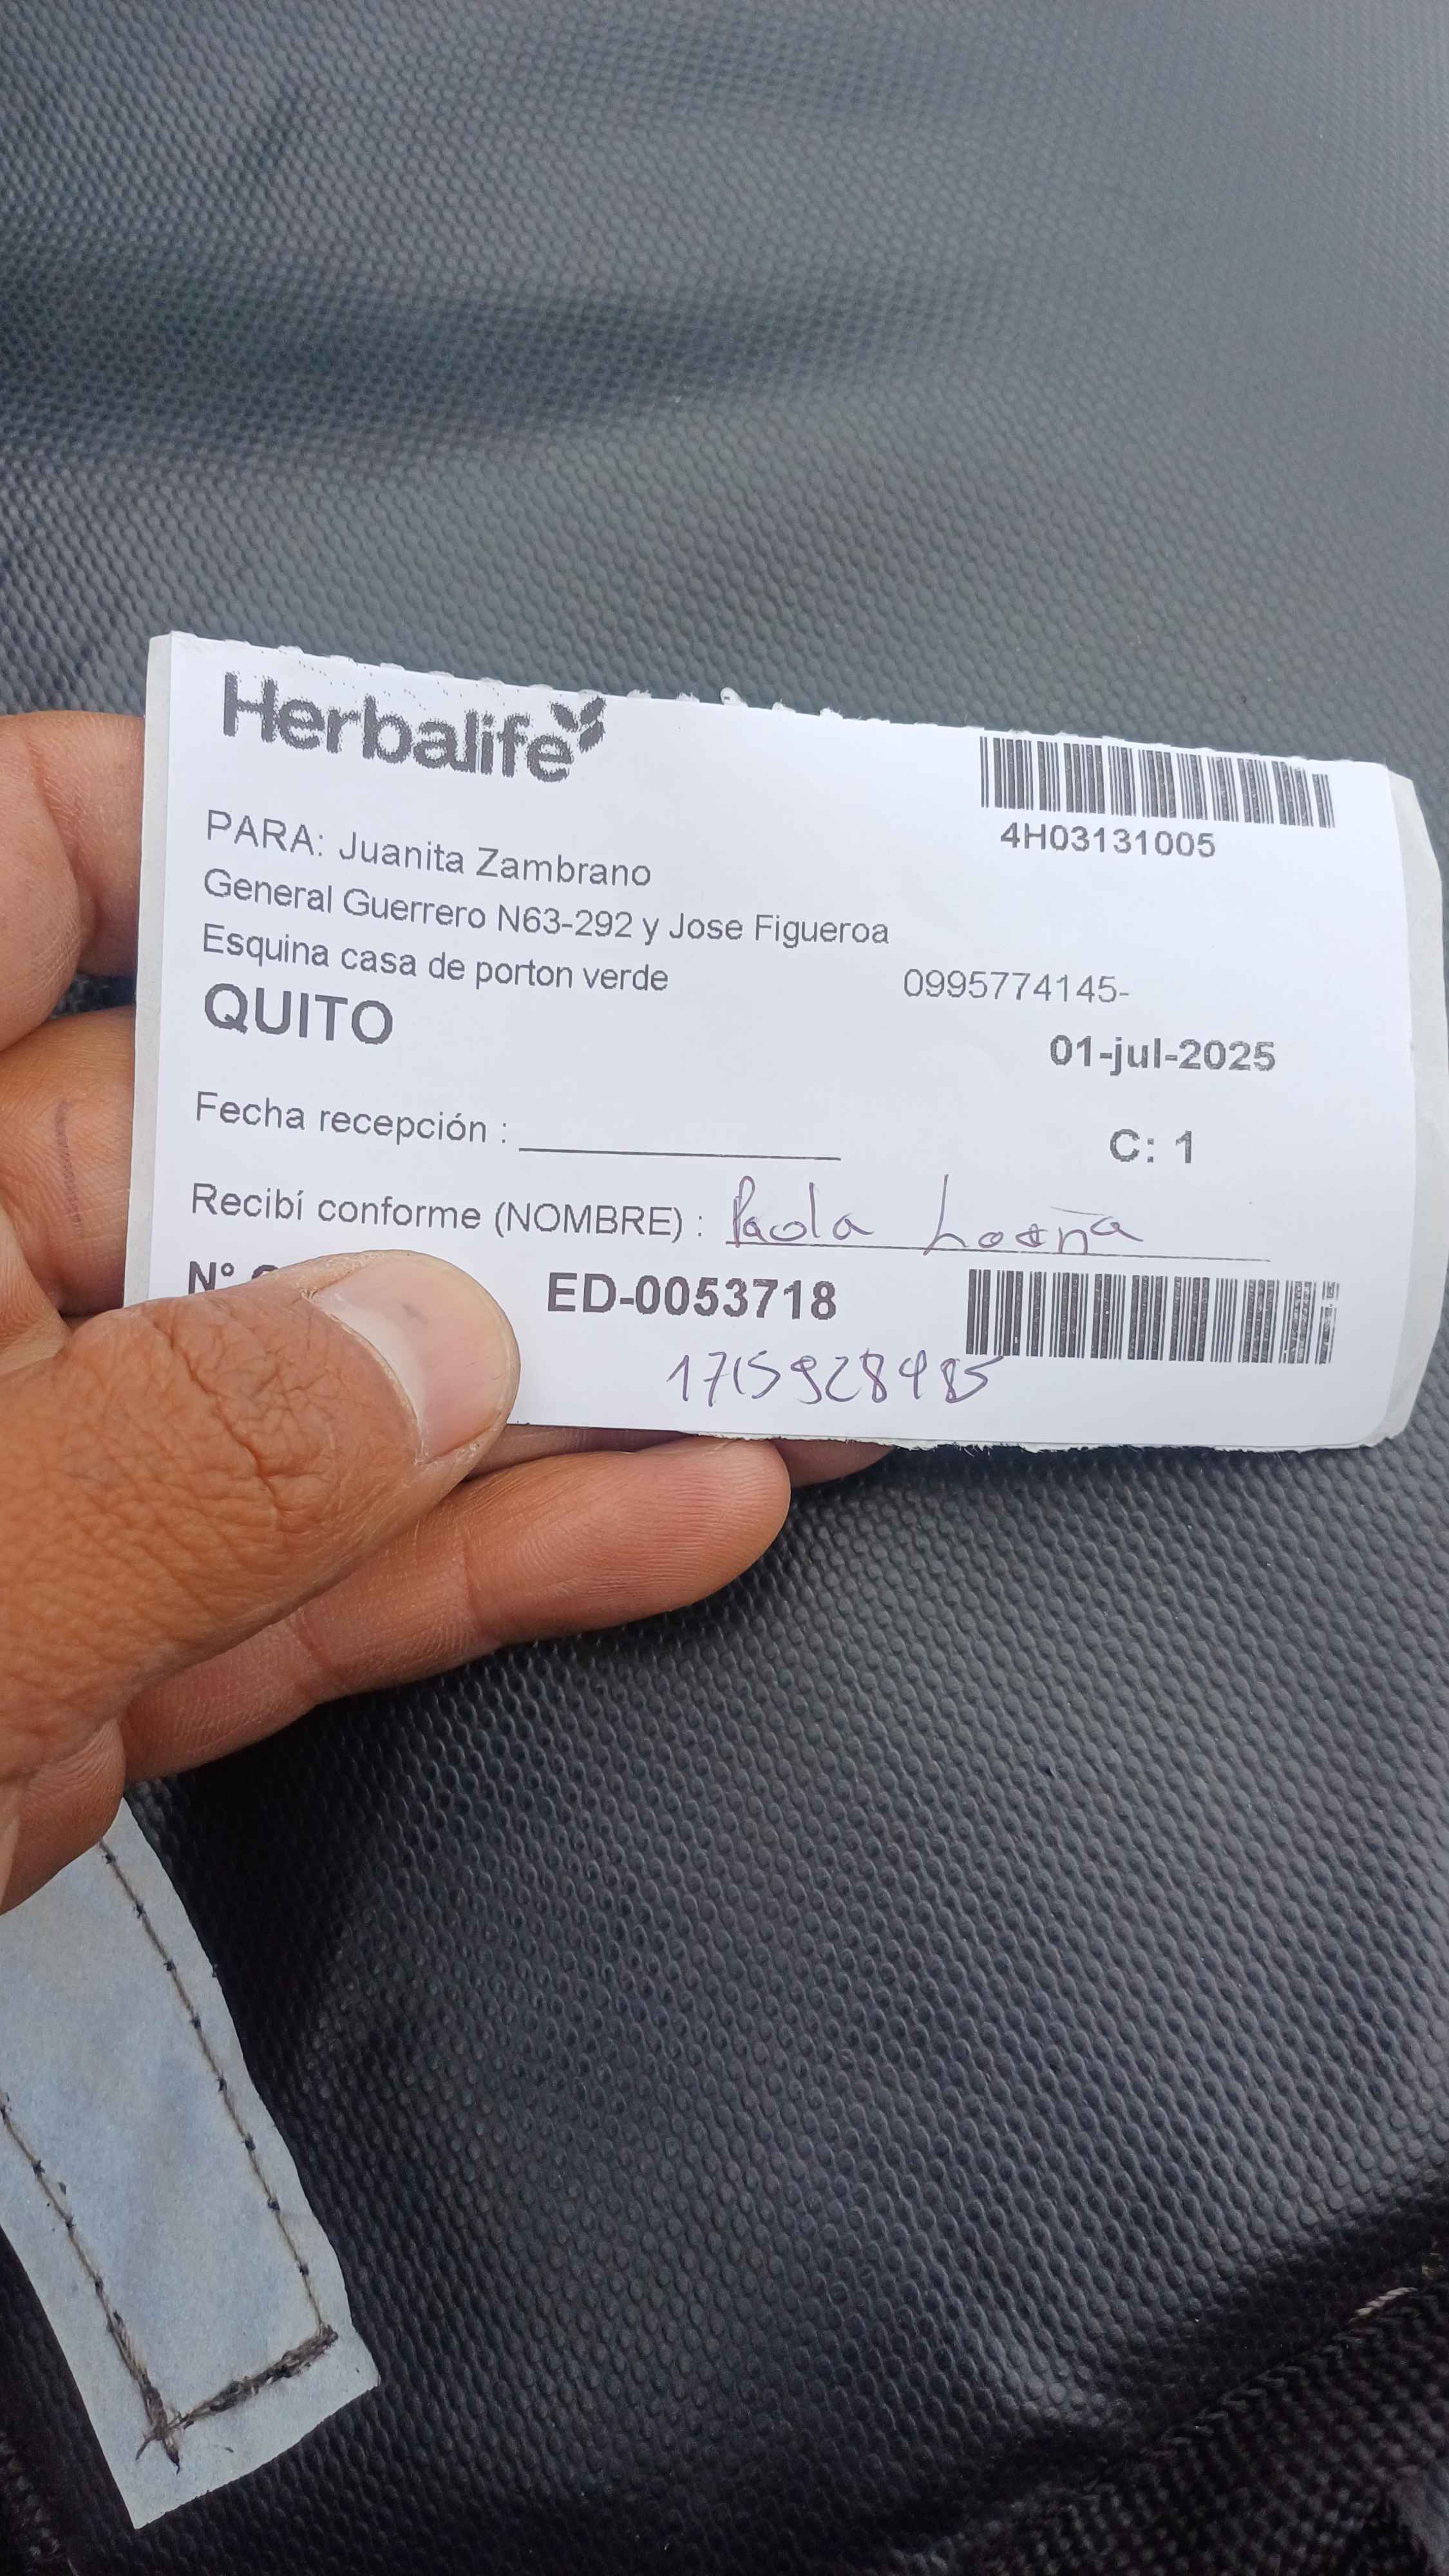 Herbalife
4H03131005
PARA: Juanita Zambrano
General Guerrero N63-292 y Jose Figueroa
Esquina casa de porton verde
0995774145-
QUITO
01-jul-2025
Fecha recepción :
C: 1
Recibí conforme (NOMBRE) : Paola
N°
ED-0053718